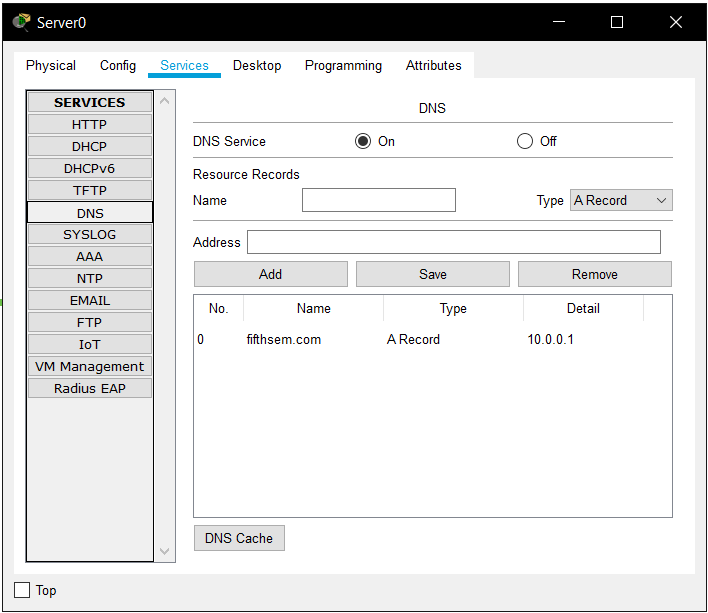 Server0
Physical Config Services Desktop Programming Attributes
SERVICES
HTTP
DHCP
DHCPv6
TFTP
DNS
SYSLOG
AAA
NTP
EMAIL
FTP
IoT
VM Management
Radius EAP
DNS
DNS Service On Off
Resource Records
Name Type A Record
Address
Add Save Remove
No. Name Type Detail
0 fifthsem.com A Record 10.0.0.1
DNS Cache
Top